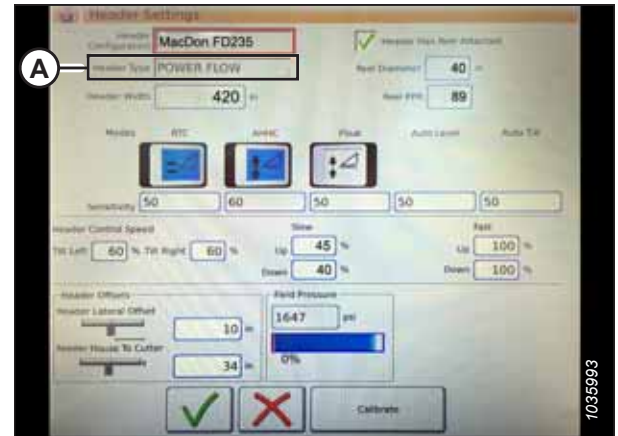 Header Settings
Header Configuration MacDon FD235
Header Has Reel Attached
A
Header Type POWER FLOW
Reel Diameter 40 in
Header Width 420 in
Reel PPR 89
Modes RTC AHHC Float Auto Level Auto Tilt
Sensitivity 50 60 50 50 50
Header Control Speed
Slow
Fast
Tilt Left 60 % Tilt Right 60 %
Up 45 %
Up 100 %
Down 40 %
Down 100 %
Header Offsets
Header Lateral Offset
10 in
Feeder House To Cutter
34 in
Field Pressure
1647 psi
0%
Calibrate
1035993